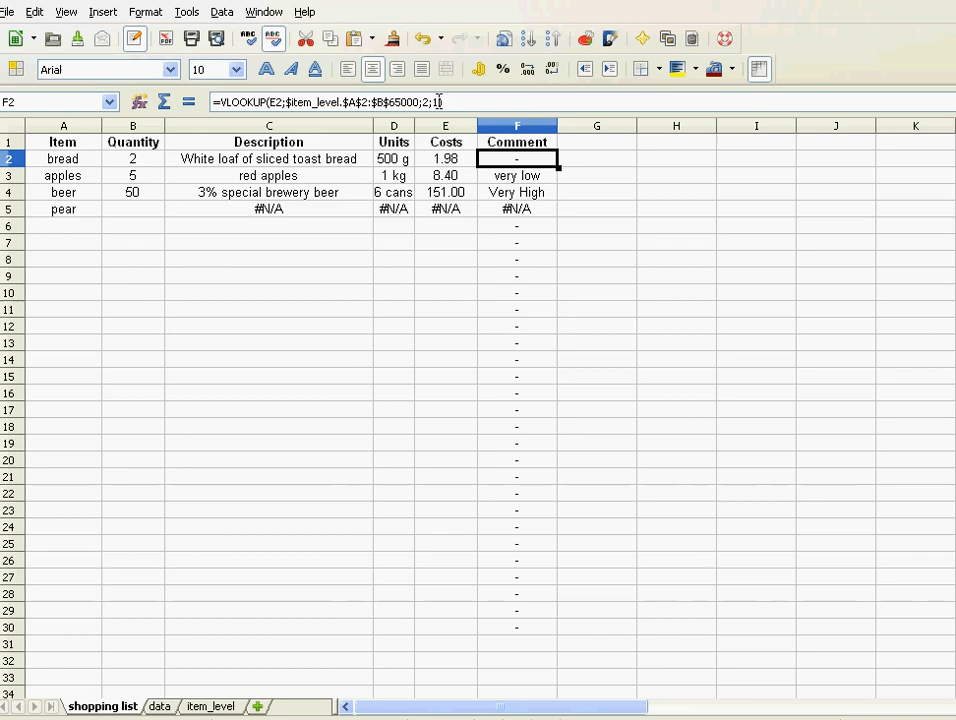 File Edit View Insert Format Tools Data Window Help
Arial 10
F2 =VLOOKUP(E2;$item_level.$A$2:$B$65000;2;1)
A B C D E F G H I J K
1 Item Quantity Description Units Costs Comment
2 bread 2 White loaf of sliced toast bread 500 g 1.98 -
3 apples 5 red apples 1 kg 8.40 very low
4 beer 50 3% special brewery beer 6 cans 151.00 Very High
5 pear #N/A #N/A #N/A #N/A
6 -
7 -
8 -
9 -
10 -
11 -
12 -
13 -
14 -
15 -
16 -
17 -
18 -
19 -
20 -
21 -
22 -
23 -
24 -
25 -
26 -
27 -
28 -
29 -
30 -
31
32
33
34
shopping list data item_level